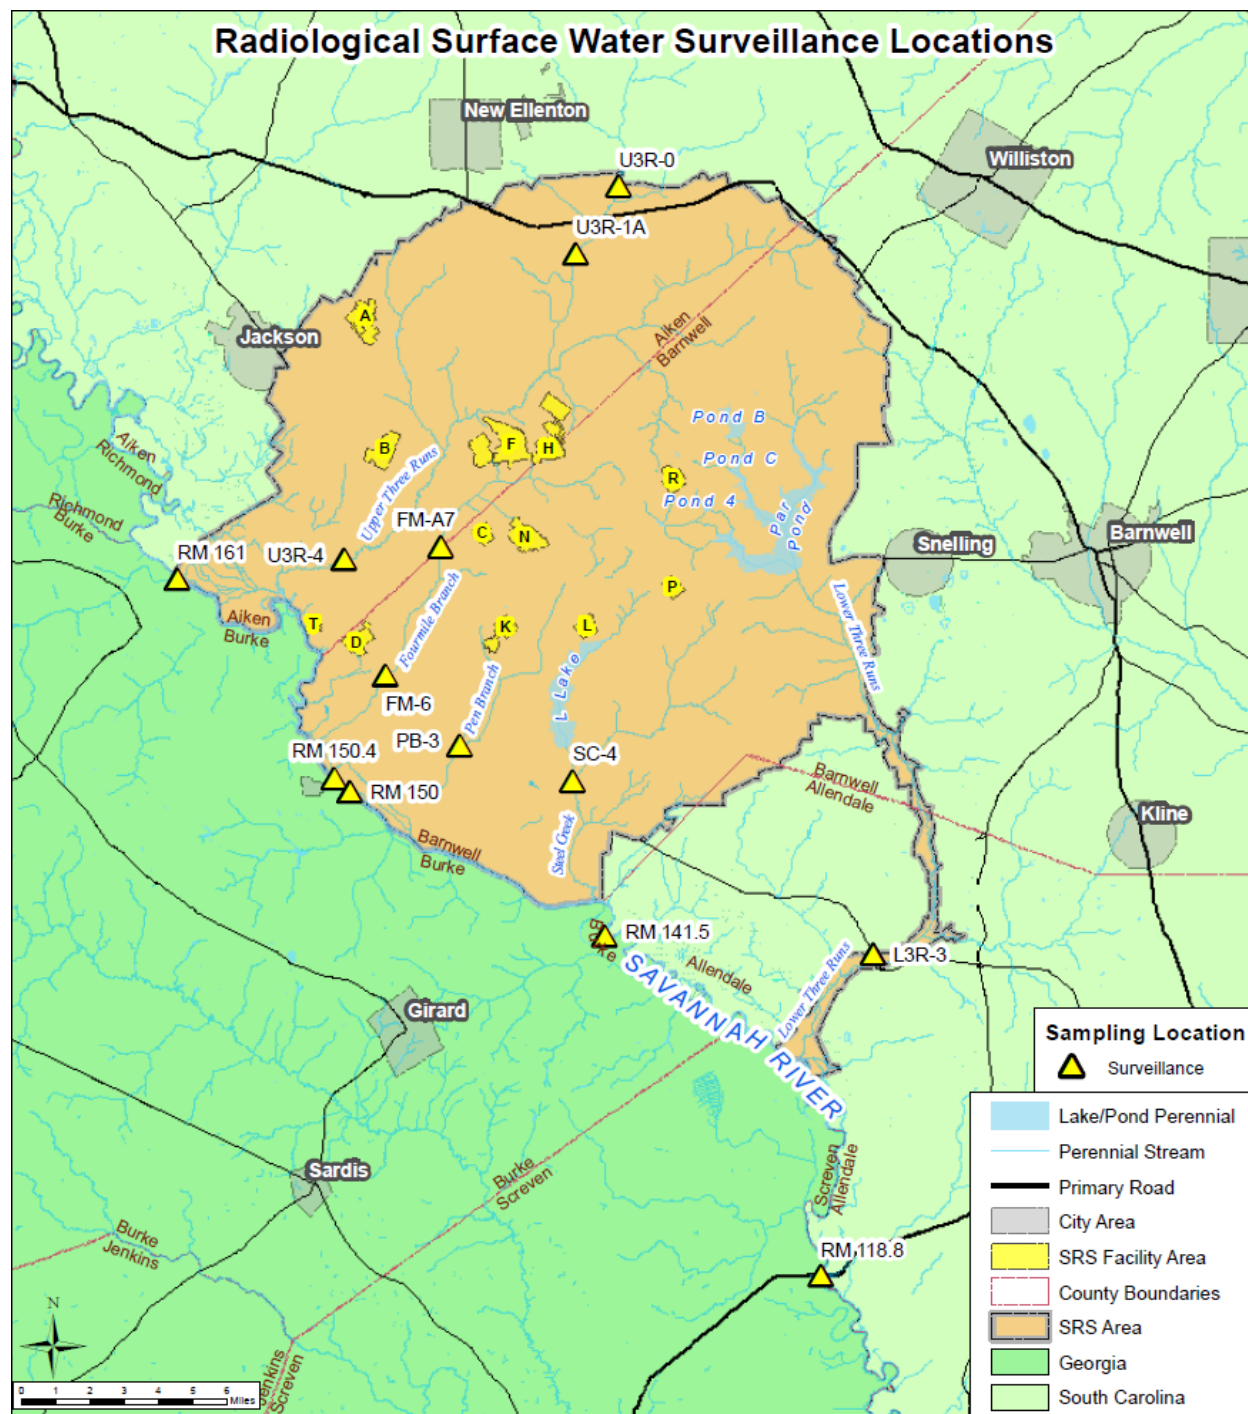 Radiological Surface Water Surveillance Locations
New Ellenton
Williston
U3R-0
U3R-1A
A
Jackson
Aiken
Barnwell
Pond B
Aiken
Richmond
B
F
H
Pond C
Upper Three Runs
R
Pond 4
Richmond
Burke
Par
Pond
FM-A7
C
N
Barnwell
Snelling
RM 161
U3R-4
P
Aiken
Burke
T
D
K
L
Fourmile Branch
Lower Three Runs
L Lake
Pen Branch
FM-6
PB-3
RM 150.4
SC-4
RM 150
Barnwell
Allendale
Kline
Barnwell
Burke
Steel Creek
Burke
RM 141.5
Allendale
Lower Three Runs
L3R-3
SAVANNAH RIVER
Girard
Sardis
Burke
Screven
Screven
Allendale
Burke
Jenkins
RM 118.8
Jenkins
Screven
N
0 1 2 3 4 5 6
Miles
Sampling Location
Surveillance
Lake/Pond Perennial
Perennial Stream
Primary Road
City Area
SRS Facility Area
County Boundaries
SRS Area
Georgia
South Carolina